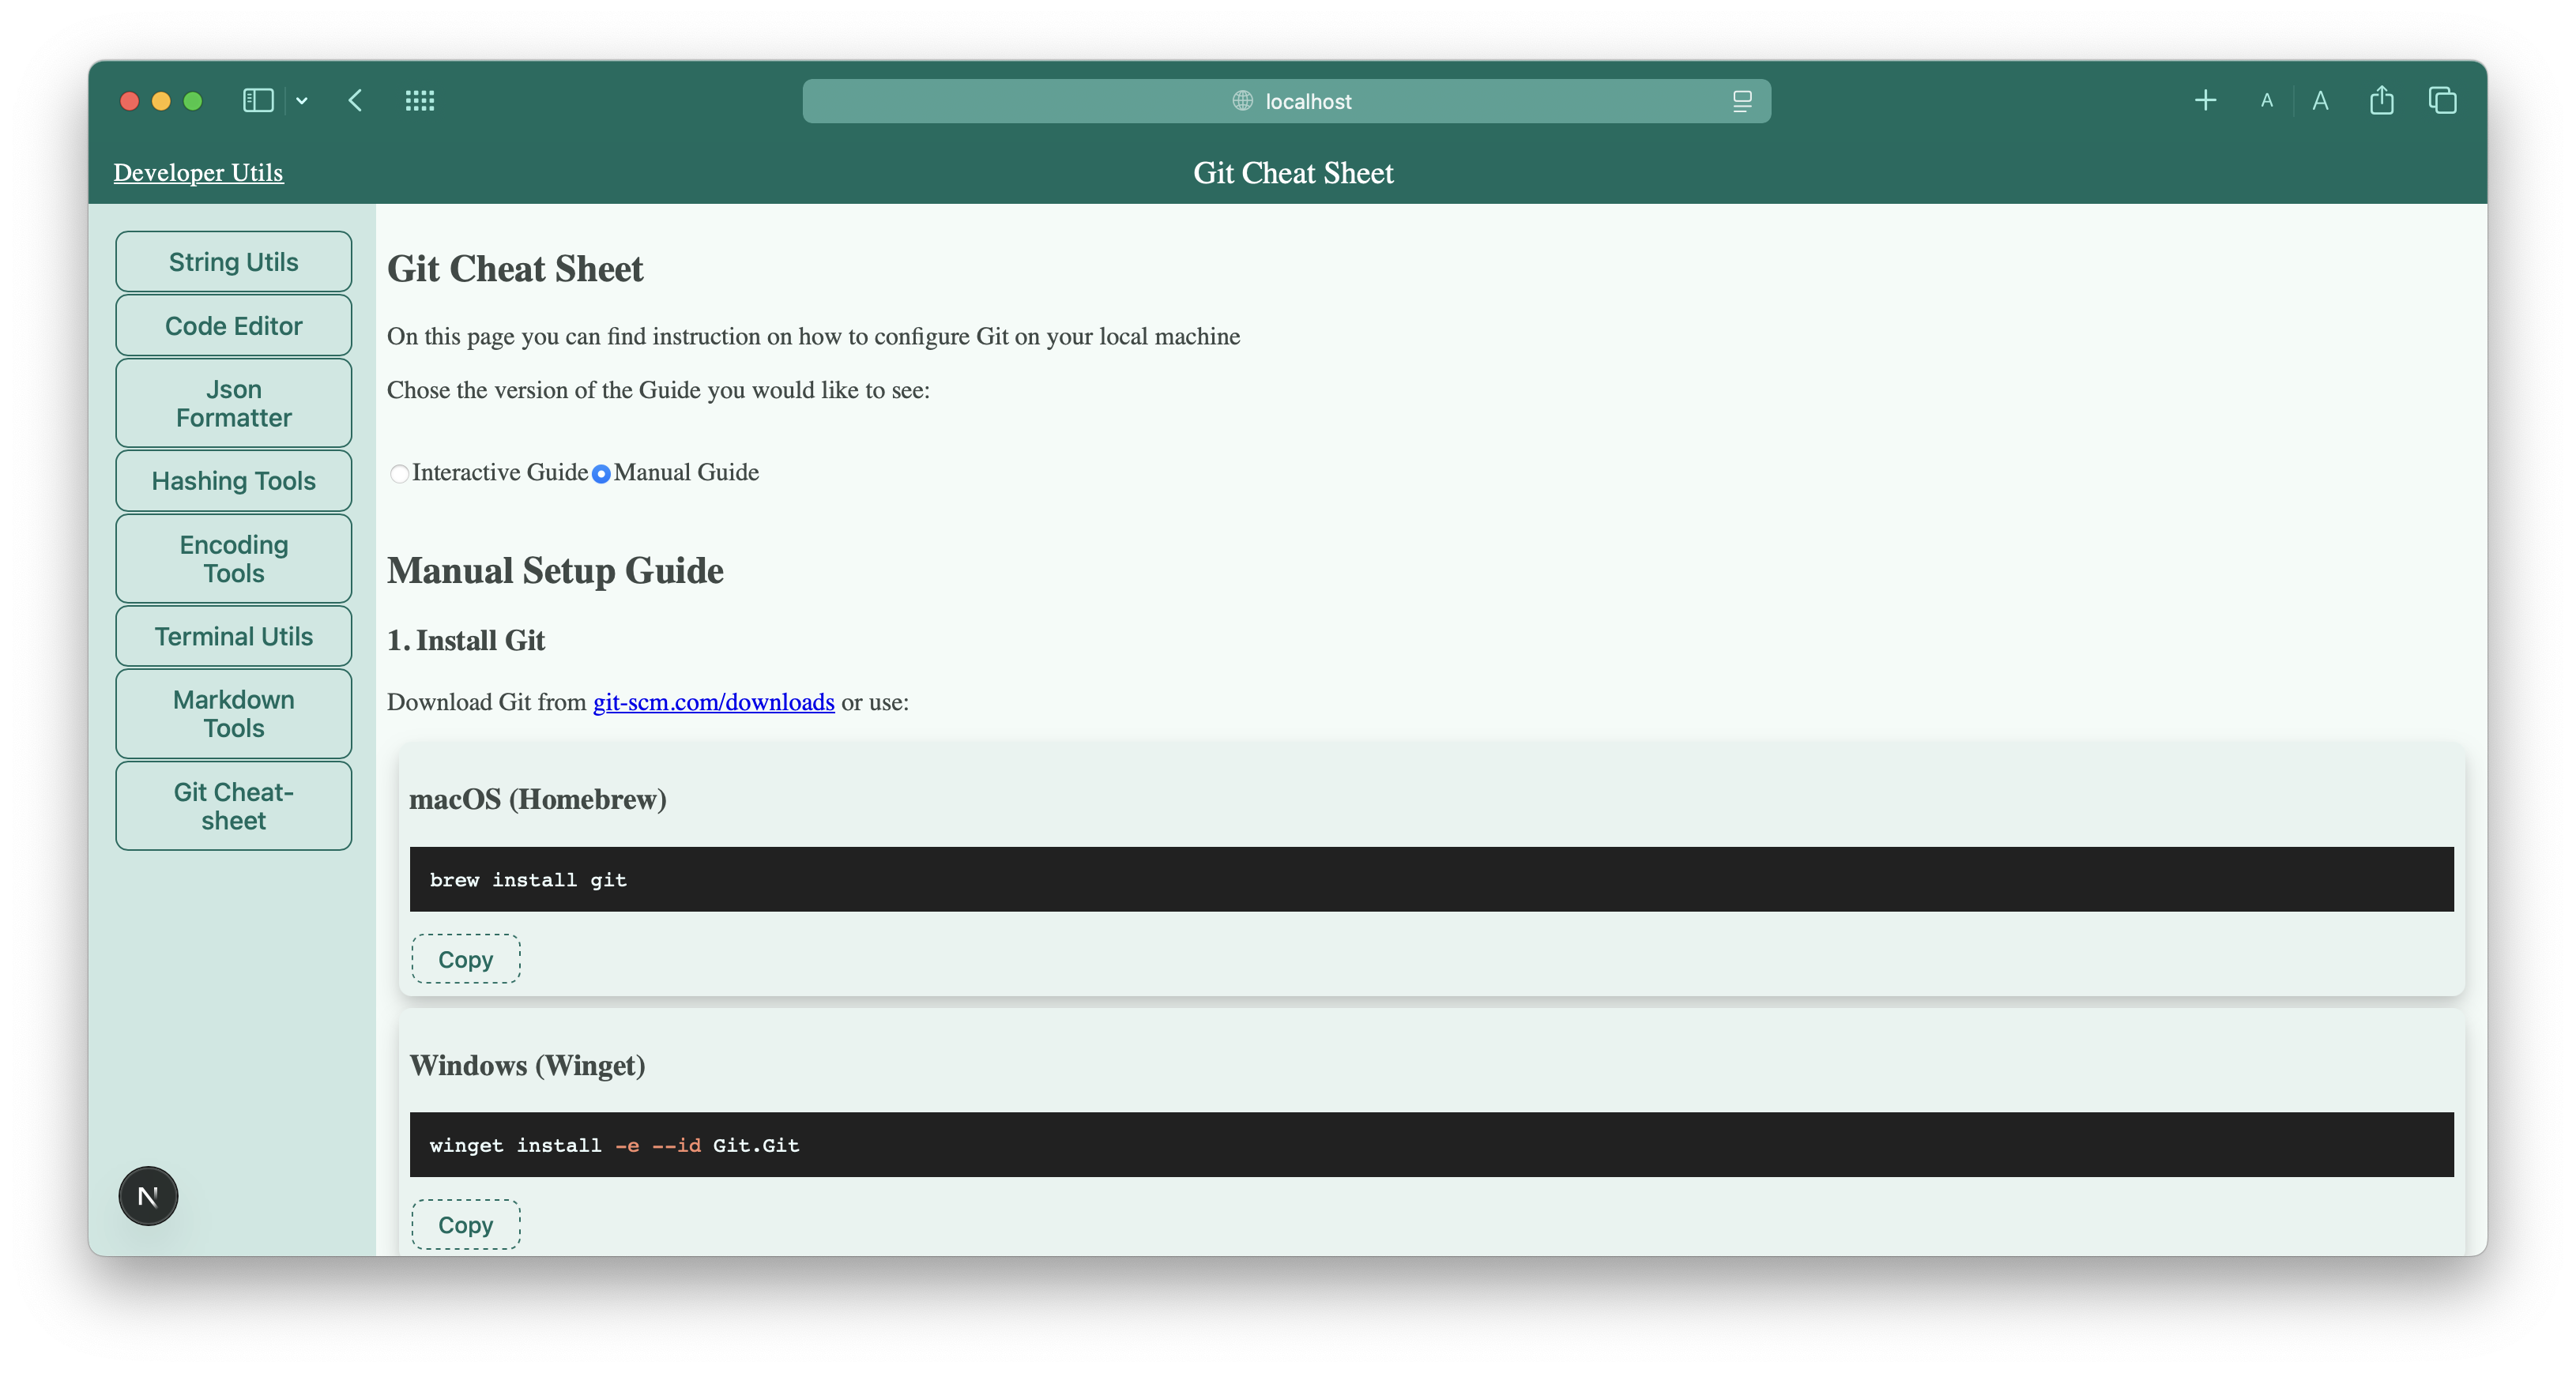 localhost
A A
Developer Utils
Git Cheat Sheet
String Utils
Code Editor
Json
Formatter
Hashing Tools
Encoding
Tools
Terminal Utils
Markdown
Tools
Git Cheat-
sheet
N
Git Cheat Sheet
On this page you can find instruction on how to configure Git on your local machine
Chose the version of the Guide you would like to see:
Interactive Guide Manual Guide
Manual Setup Guide
1. Install Git
Download Git from git-scm.com/downloads or use:
macOS (Homebrew)
brew install git
Copy
Windows (Winget)
winget install -e --id Git.Git
Copy